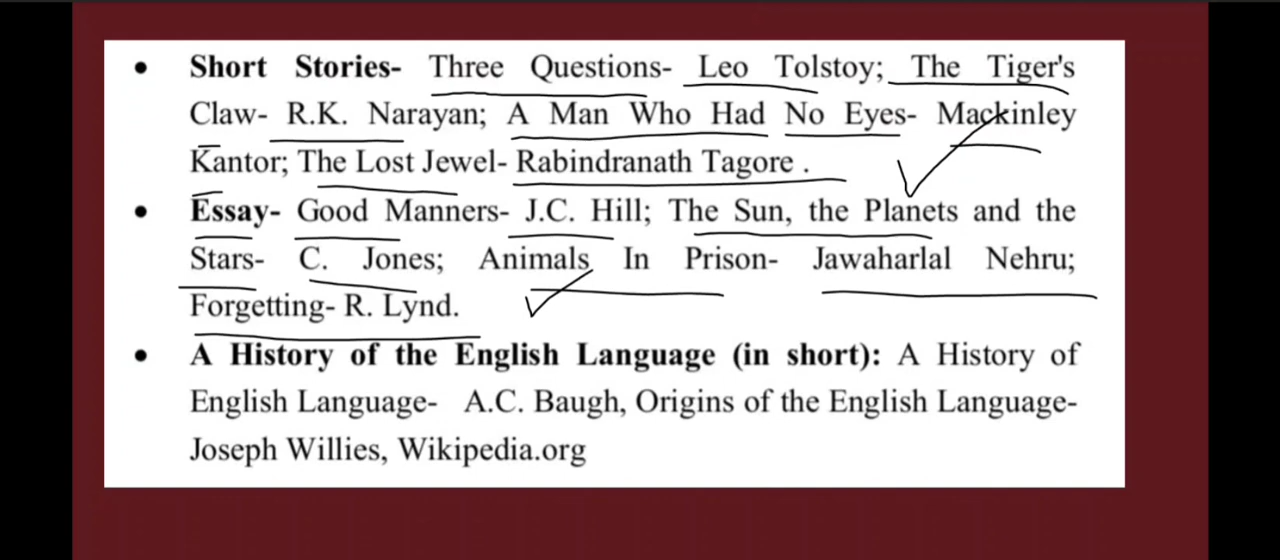 • Short Stories- Three Questions- Leo Tolstoy; The Tiger's
Claw- R.K. Narayan; A Man Who Had No Eyes- Mackinley
Kantor; The Lost Jewel- Rabindranath Tagore .
• Essay- Good Manners- J.C. Hill; The Sun, the Planets and the
Stars- C. Jones; Animals In Prison- Jawaharlal Nehru;
Forgetting- R. Lynd.
• A History of the English Language (in short): A History of
English Language- A.C. Baugh, Origins of the English Language-
Joseph Willies, Wikipedia.org